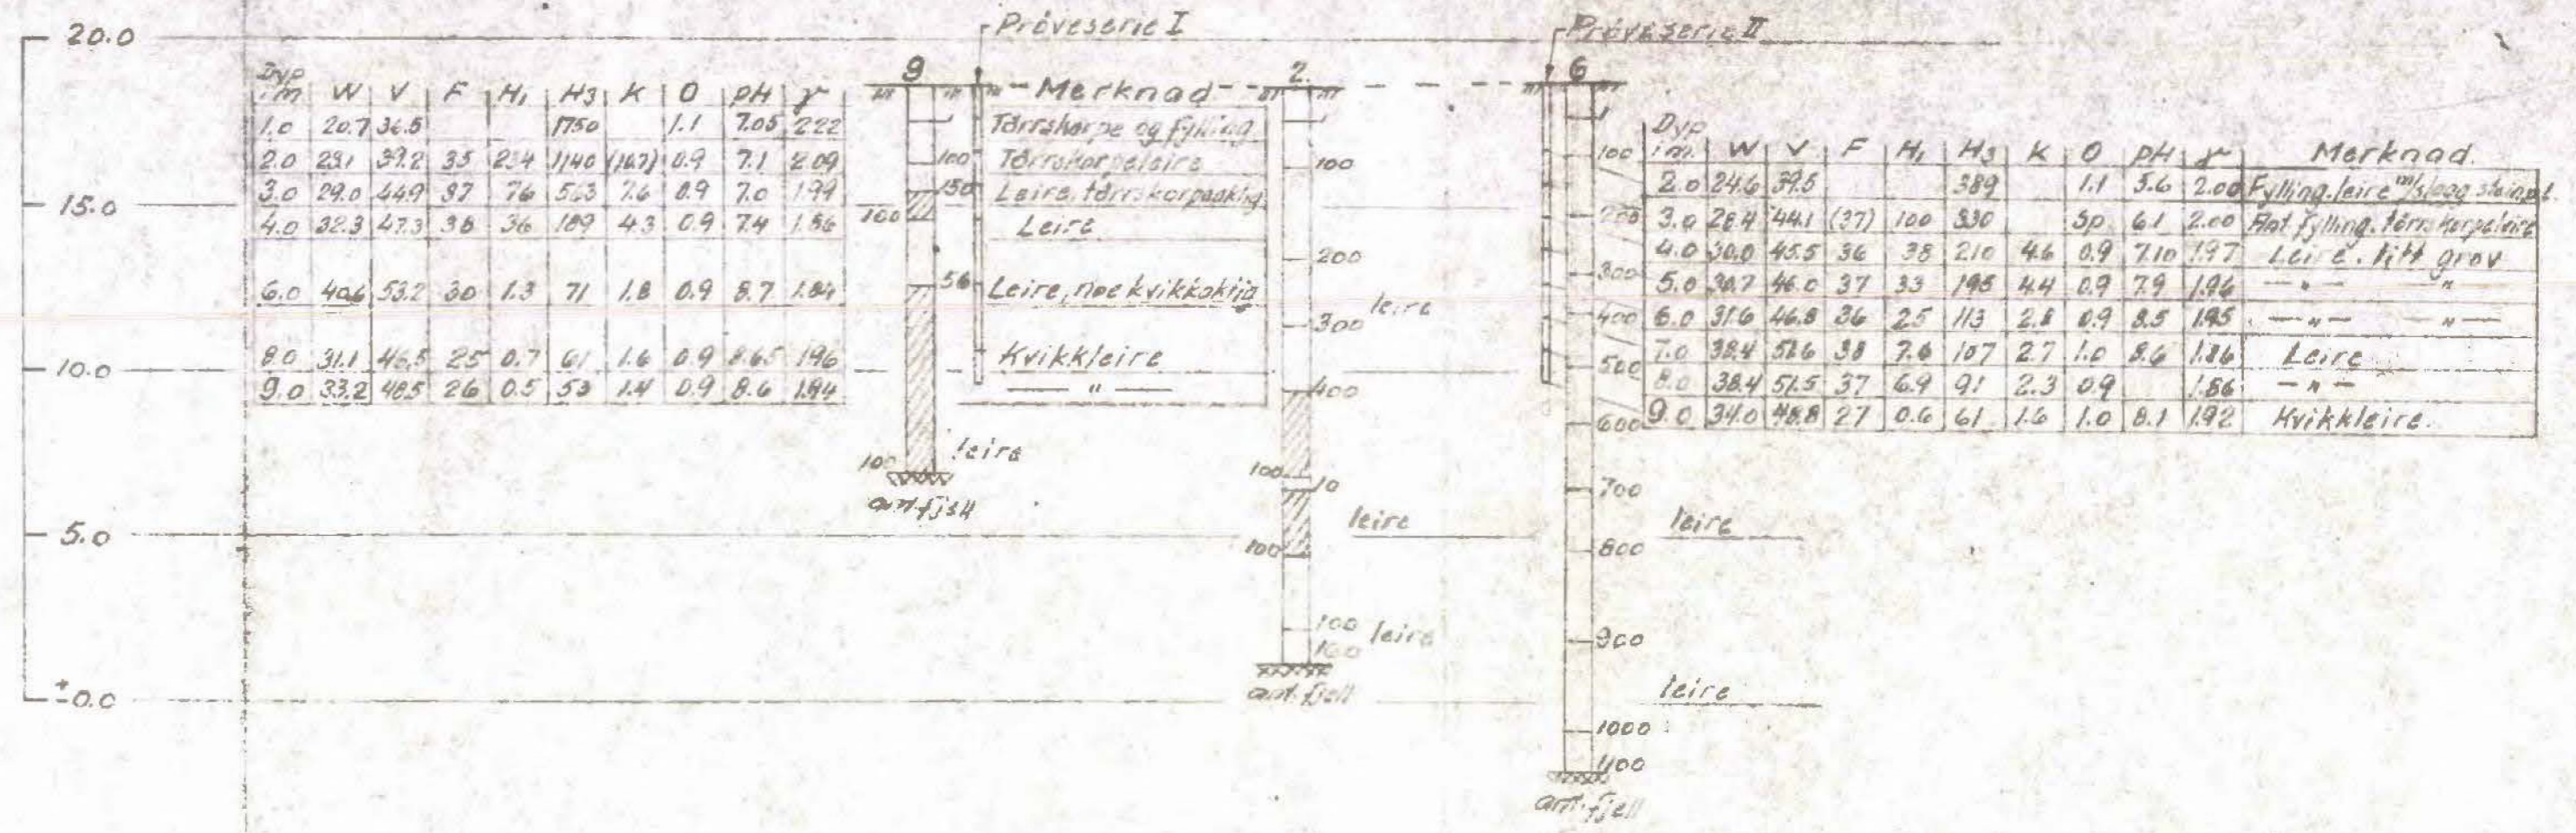 Pröveserie I
Pröveserie II
20.0
15.0
10.0
5.0
±0.0
Dyp i m | W | V | F | H1 | H3 | K | O | pH | γ | Merknad
1.0 20.7 36.5 1750 1.1 7.05 2.22 Tørrskorpe og fylling
2.0 23.1 39.2 35 234 1140 0.9 7.1 2.09 Tørrskorpeleire
3.0 29.0 44.9 37 76 563 7.6 0.9 7.0 1.99 Leire, tørrskorpeaktig
4.0 32.3 47.3 38 36 189 4.3 0.9 7.4 1.86 Leire
6.0 40.6 53.2 30 1.3 71 1.8 0.9 8.7 1.84 Leire, noe kvikkaktig
8.0 31.1 46.5 25 0.7 61 1.6 0.9 8.65 1.96 Kvikkleire
9.0 33.2 48.5 26 0.5 53 1.4 0.9 8.6 1.94 — " —
9
100
150
100
56
100
leire
ant. fjell
2.
100
200
300
leire
400
100
10
leire
100
100
leire
160
ant. fjell
6
100
200
300
400
500
600
700
leire
800
900
leire
1000
1100
ant. fjell
Dyp i m. | W | V | F | H1 | H3 | K | O | pH | γ | Merknad.
2.0 24.6 39.5 389 1.1 5.6 2.00 Fylling. leire m/slagg
3.0 28.4 44.1 (37) 100 330 Sp 6.1 2.00 fylling. tørrskorpeleire
4.0 30.0 45.5 36 38 210 4.6 0.9 7.10 1.97 Leire. litt grov
5.0 30.7 46.0 37 33 195 4.4 0.9 7.9 1.96 — " — "
6.0 31.6 46.8 36 25 113 2.8 0.9 8.5 1.95 — " — — " —
7.0 38.4 51.6 38 7.6 107 2.7 1.0 8.6 1.86 Leire
8.0 38.4 51.5 37 6.9 91 2.3 0.9 1.86 — " —
9.0 34.0 48.8 27 0.6 61 1.6 1.0 8.1 1.92 Kvikkleire.